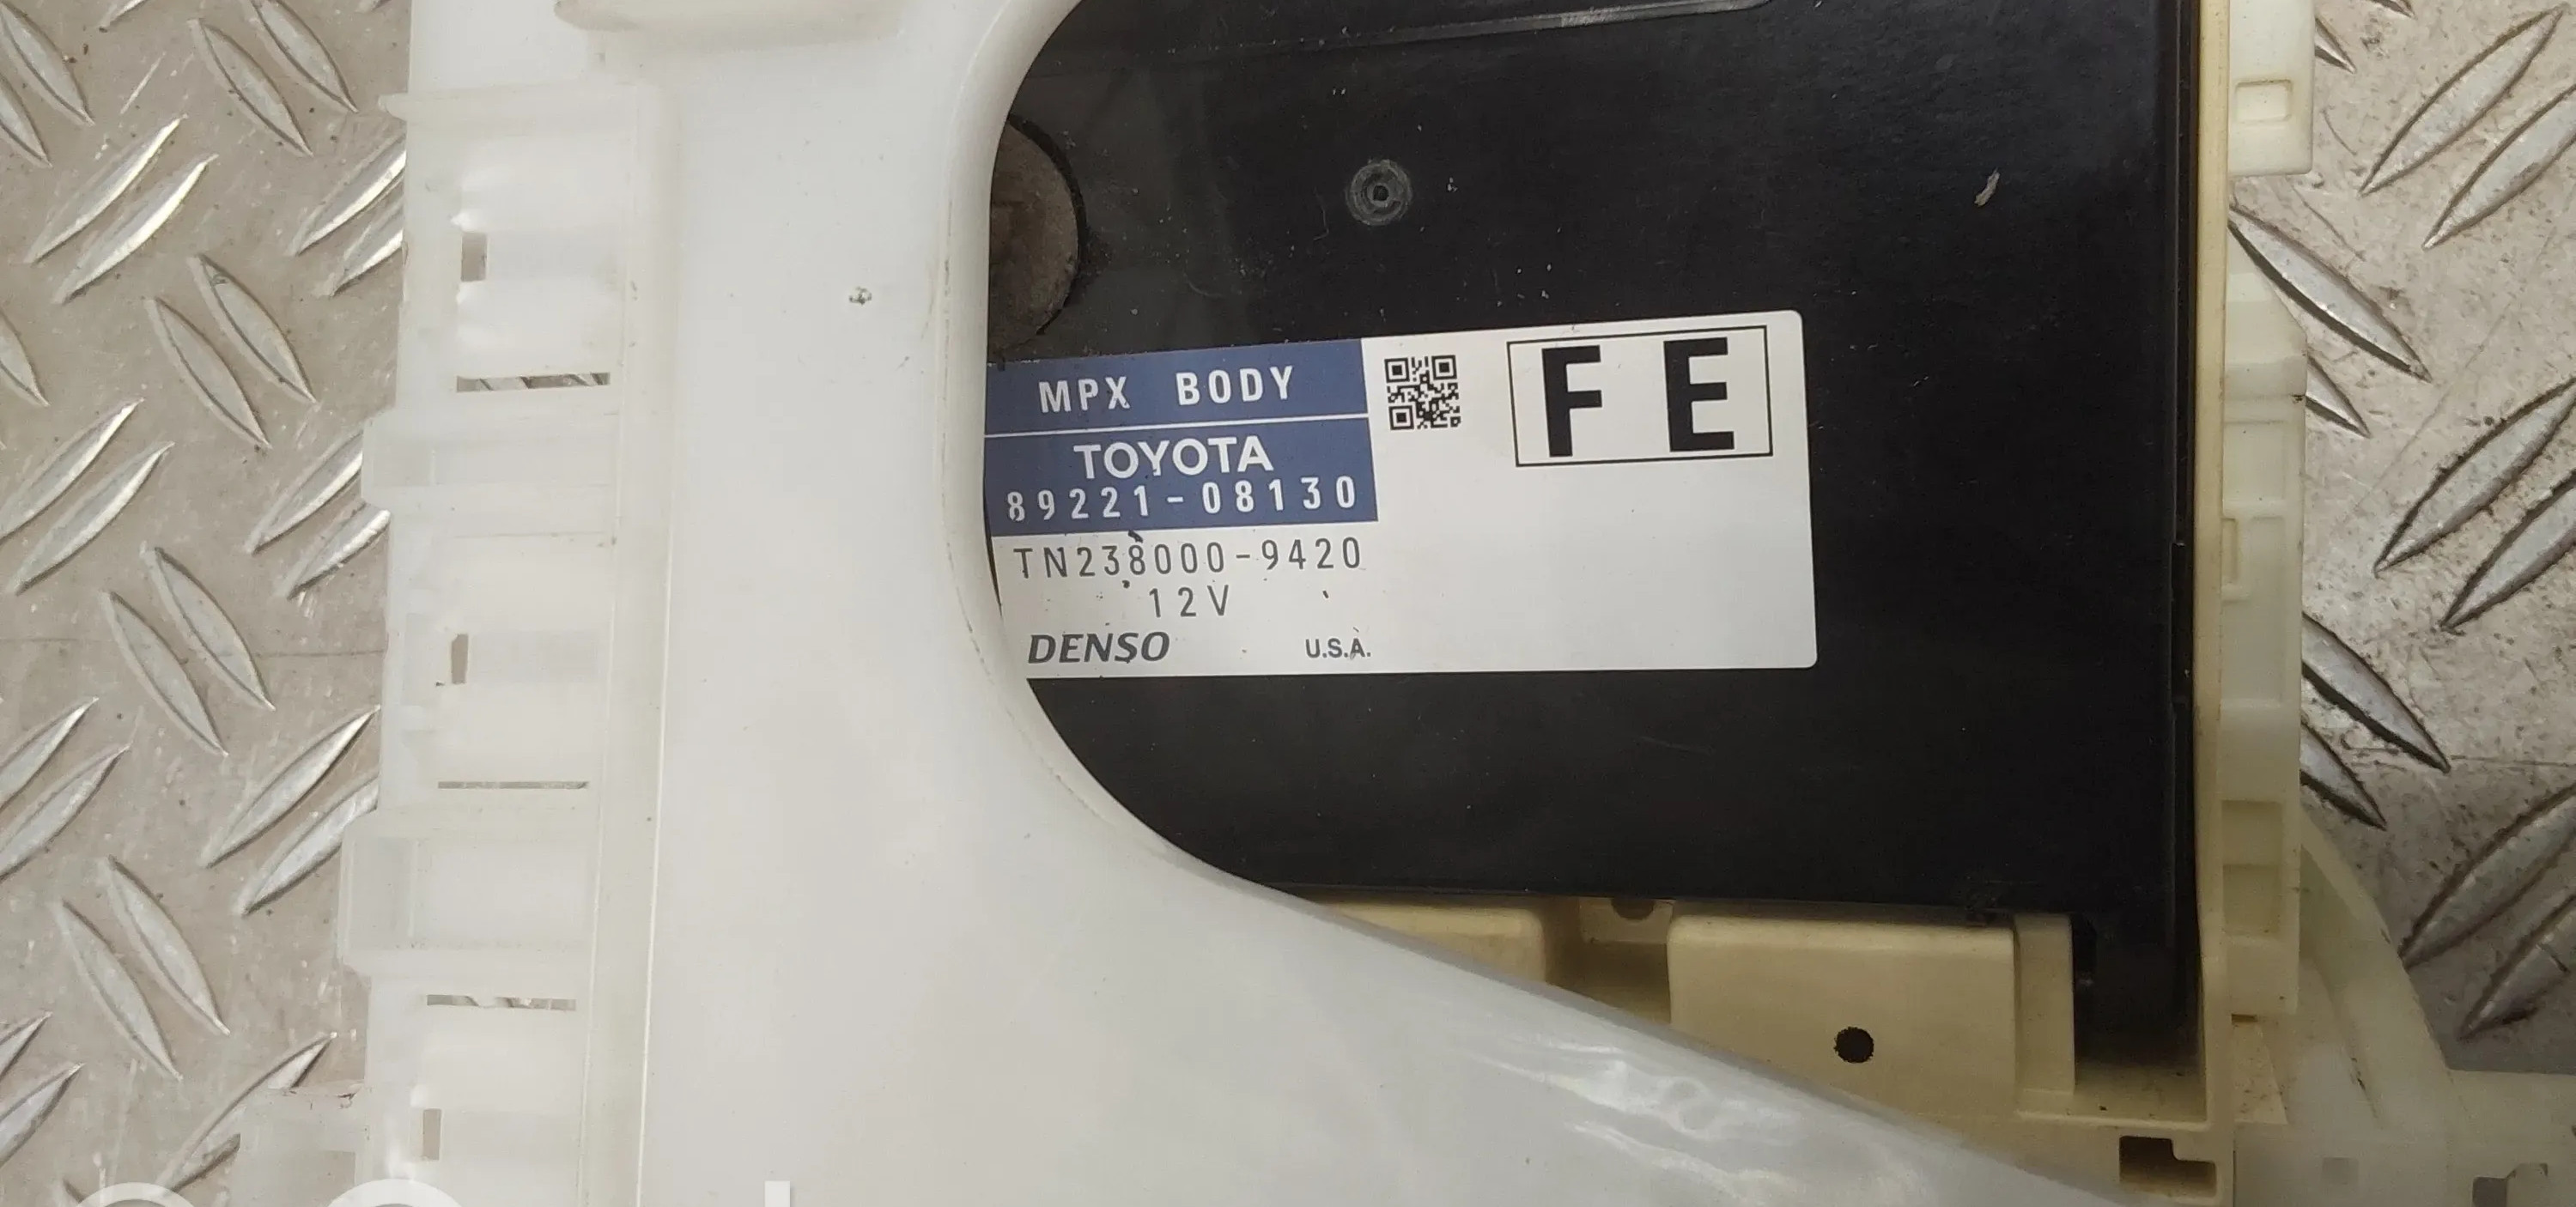 MPX BODY
TOYOTA
89221-08130
TN238000-9420
12V
DENSO U.S.A.
FE